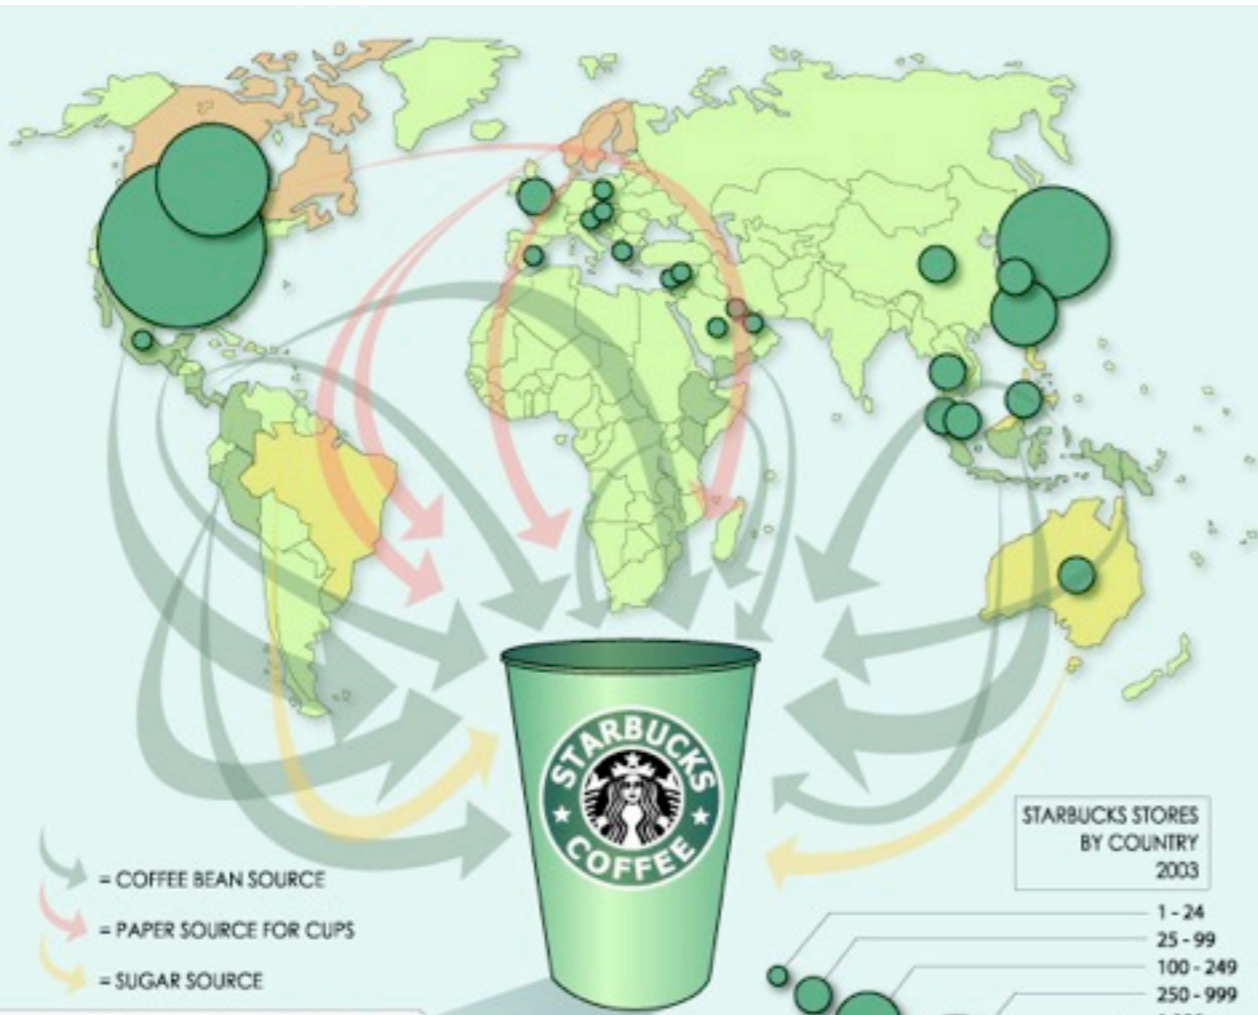 STARBUCKS
COFFEE
= COFFEE BEAN SOURCE
= PAPER SOURCE FOR CUPS
= SUGAR SOURCE
STARBUCKS STORES
BY COUNTRY
2003
1 - 24
25 - 99
100 - 249
250 - 999